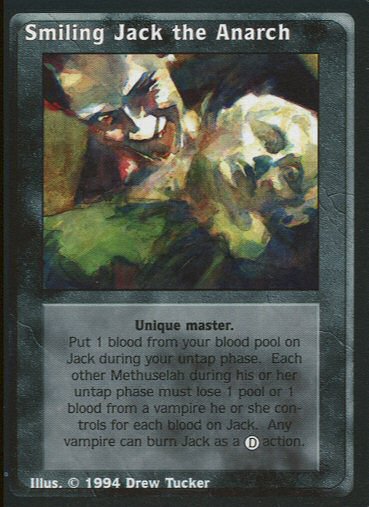 Smiling Jack the Anarch
Unique master.
Put 1 blood from your blood pool on
Jack during your untap phase. Each
other Methuselah during his or her
untap phase must lose 1 pool or 1
blood from a vampire he or she con-
trols for each blood on Jack. Any
vampire can burn Jack as a D action.
Illus. © 1994 Drew Tucker